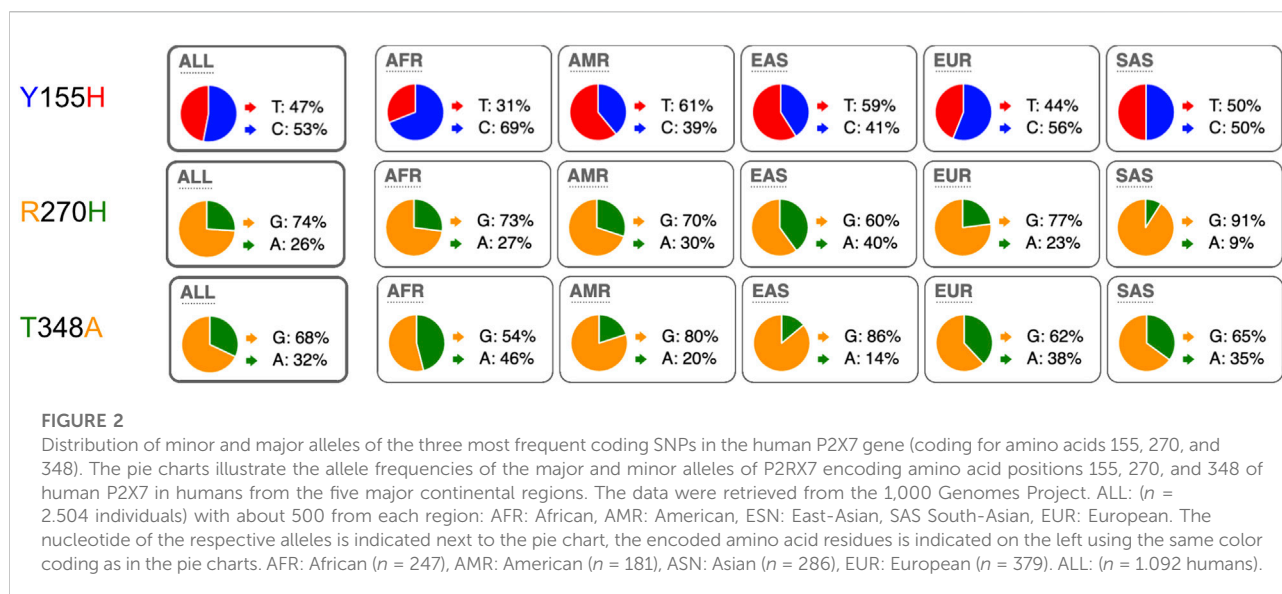 ALL AFR AMR EAS EUR SAS
Y155H T: 47% T: 31% T: 61% T: 59% T: 44% T: 50%
C: 53% C: 69% C: 39% C: 41% C: 56% C: 50%
ALL AFR AMR EAS EUR SAS
R270H G: 74% G: 73% G: 70% G: 60% G: 77% G: 91%
A: 26% A: 27% A: 30% A: 40% A: 23% A: 9%
ALL AFR AMR EAS EUR SAS
T348A G: 68% G: 54% G: 80% G: 86% G: 62% G: 65%
A: 32% A: 46% A: 20% A: 14% A: 38% A: 35%
FIGURE 2
Distribution of minor and major alleles of the three most frequent coding SNPs in the human P2X7 gene (coding for amino acids 155, 270, and
348). The pie charts illustrate the allele frequencies of the major and minor alleles of P2RX7 encoding amino acid positions 155, 270, and 348 of
human P2X7 in humans from the five major continental regions. The data were retrieved from the 1,000 Genomes Project. ALL: (n =
2.504 individuals) with about 500 from each region: AFR: African, AMR: American, ESN: East-Asian, SAS South-Asian, EUR: European. The
nucleotide of the respective alleles is indicated next to the pie chart, the encoded amino acid residues is indicated on the left using the same color
coding as in the pie charts. AFR: African (n = 247), AMR: American (n = 181), ASN: Asian (n = 286), EUR: European (n = 379). ALL: (n = 1.092 humans).